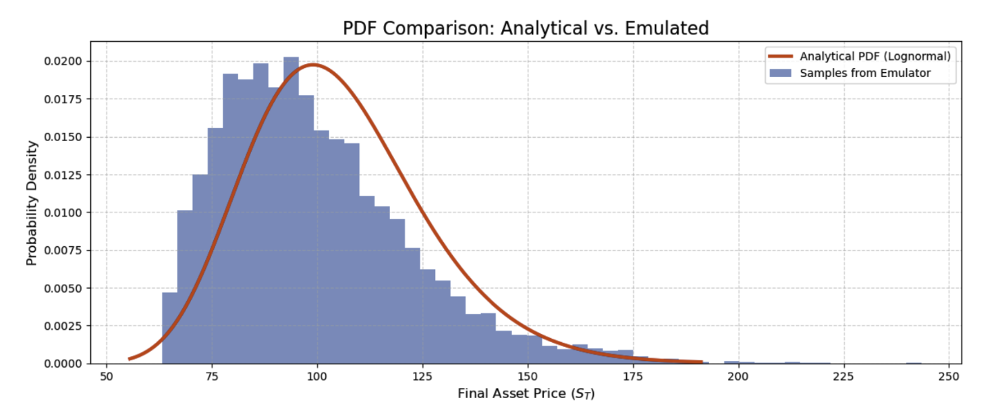 PDF Comparison: Analytical vs. Emulated
Analytical PDF (Lognormal)
Samples from Emulator
Probability Density
0.0200
0.0175
0.0150
0.0125
0.0100
0.0075
0.0050
0.0025
0.0000
50 75 100 125 150 175 200 225 250
Final Asset Price (S_T)